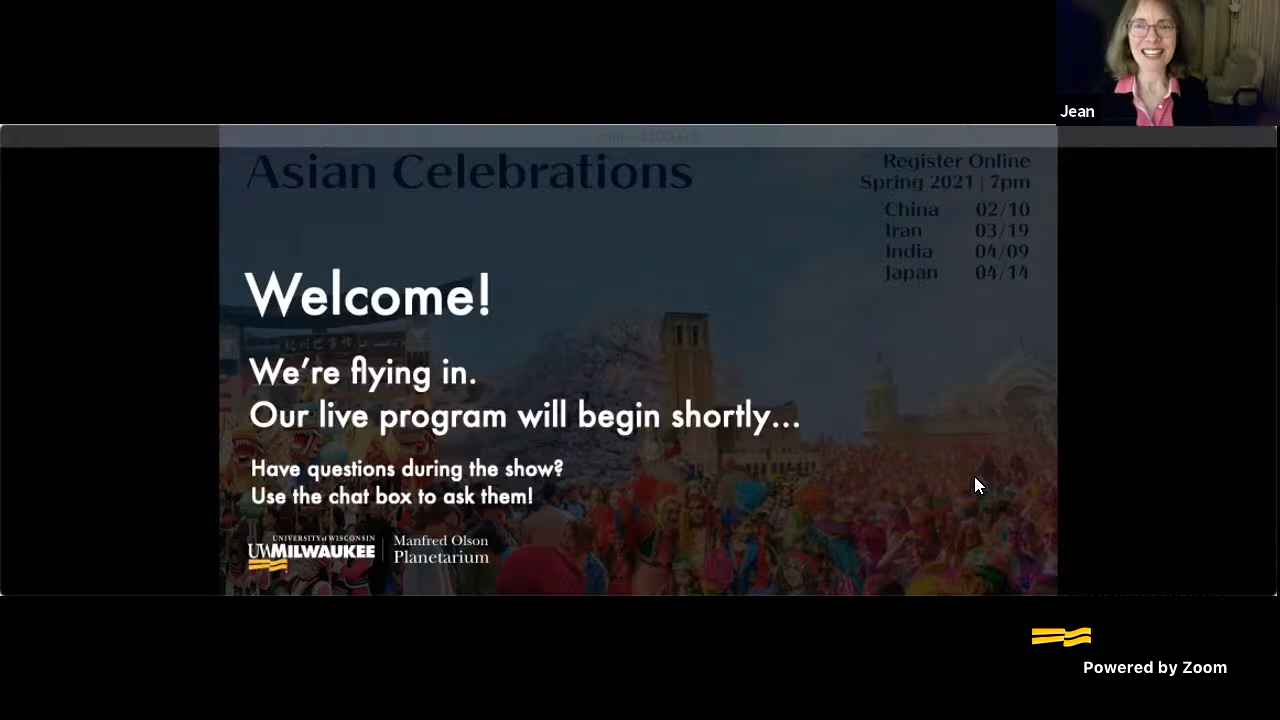 Jean
Asian Celebrations
Register Online
Spring 2021 | 7pm
China 02/10
Iran 03/19
India 04/09
Japan 04/14
Welcome!
We're flying in.
Our live program will begin shortly...
Have questions during the show?
Use the chat box to ask them!
UNIVERSITY of WISCONSIN
UWMILWAUKEE
Manfred Olson
Planetarium
Powered by Zoom